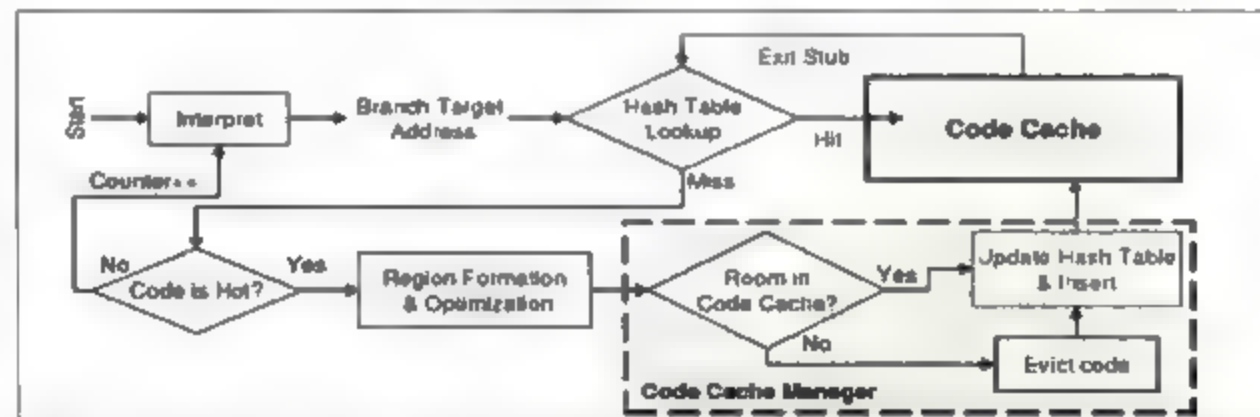 Exit Stub
Start
Interpret
Branch Target
Address
Hash Table
Lookup
Hit
Code Cache
Counter++
Miss
No
Code is Hot?
Yes
Region Formation
& Optimization
Room in
Code Cache?
Yes
Update Hash Table
& Insert
No
Evict code
Code Cache Manager